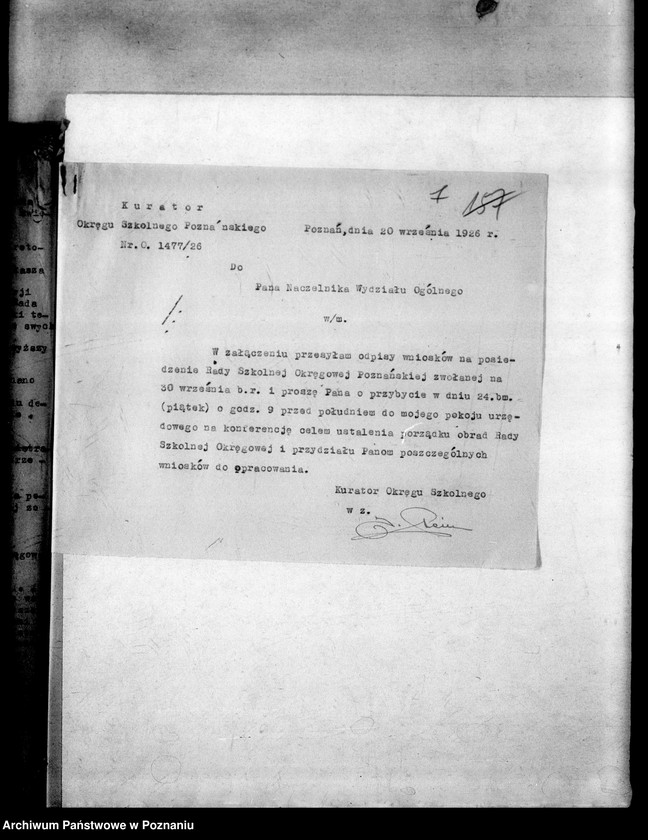 7 157
Kurator
Okręgu Szkolnego Poznańskiego Poznań, dnia 20 września 1926 r.
Nr. O. 1477/26
Do
Pana Naczelnika Wydziału Ogólnego
w/m.
W załączeniu przesyłam odpisy wniosków na posie-
dzenie Rady Szkolnej Okręgowej Poznańskiej zwołanej na
30 września b.r. i proszę Pana o przybycie w dniu 24.bm.
(piątek) o godz. 9 przed południem do mojego pokoju urzę-
dowego na konferencję celem ustalenia porządku obrad Rady
Szkolnej Okręgowej i przydziału Panom poszczególnych
wniosków do opracowania.
Kurator Okręgu Szkolnego
w z.
Archiwum Państwowe w Poznaniu